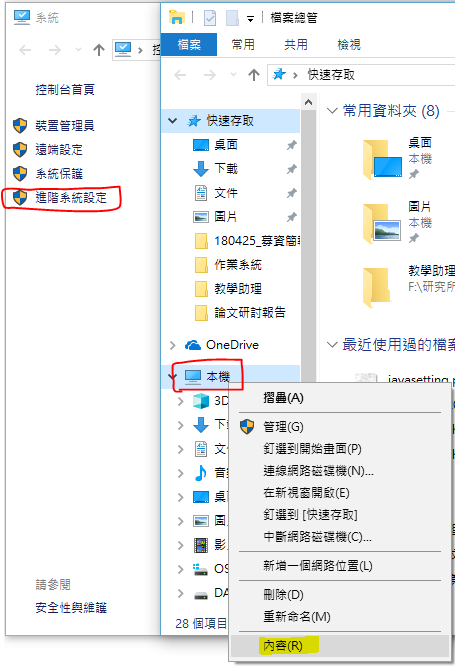 系統
控
控制台首頁
裝置管理員
遠端設定
系統保護
進階系統設定
請參閱
安全性與維護
檔案總管
檔案
常用
共用
檢視
快速存取
快速存取
桌面
下載
文件
圖片
180425_募資簡
作業系統
教學助理
論文研討報告
OneDrive
本機
3D
下
文
音
桌
圖
影
OS
DA
28 個項目
常用資料夾 (8)
桌面
本機
圖片
本機
教學助理
F:\研究所
最近使用過的檔案
javasetting.p
摺疊(A)
管理(G)
釘選到開始畫面(P)
連線網路磁碟機(N)...
在新視窗開啟(E)
釘選到 [快速存取]
中斷網路磁碟機(C)...
新增一個網路位置(L)
刪除(D)
重新命名(M)
內容(R)